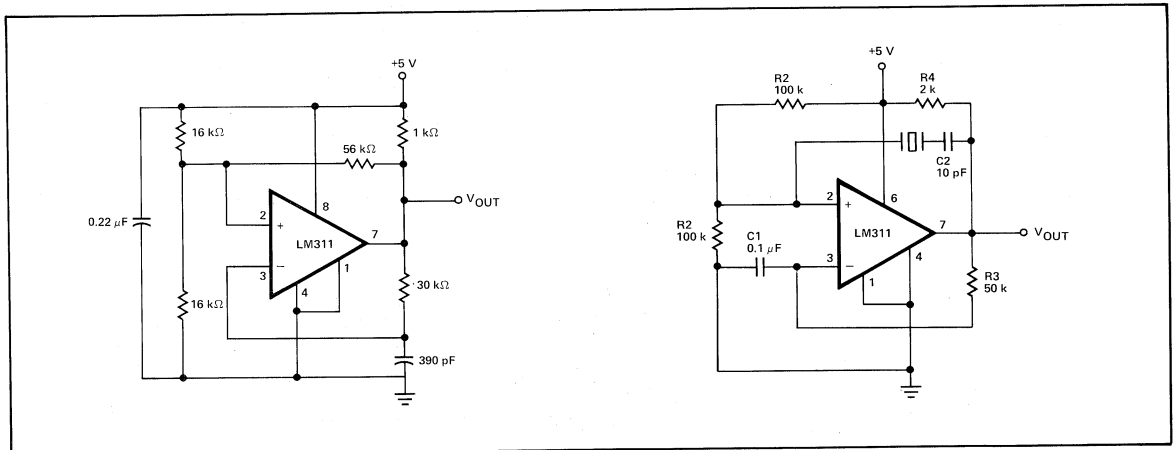 +5 V
16 kΩ
1 kΩ
56 kΩ
VOUT
0.22 μF
2
+
8
LM311
7
3
−
1
4
30 kΩ
16 kΩ
390 pF
+5 V
R2
100 k
R4
2 k
C2
10 pF
2
+
6
R2
100 k
C1
0.1 μF
LM311
7
VOUT
3
−
4
1
R3
50 k